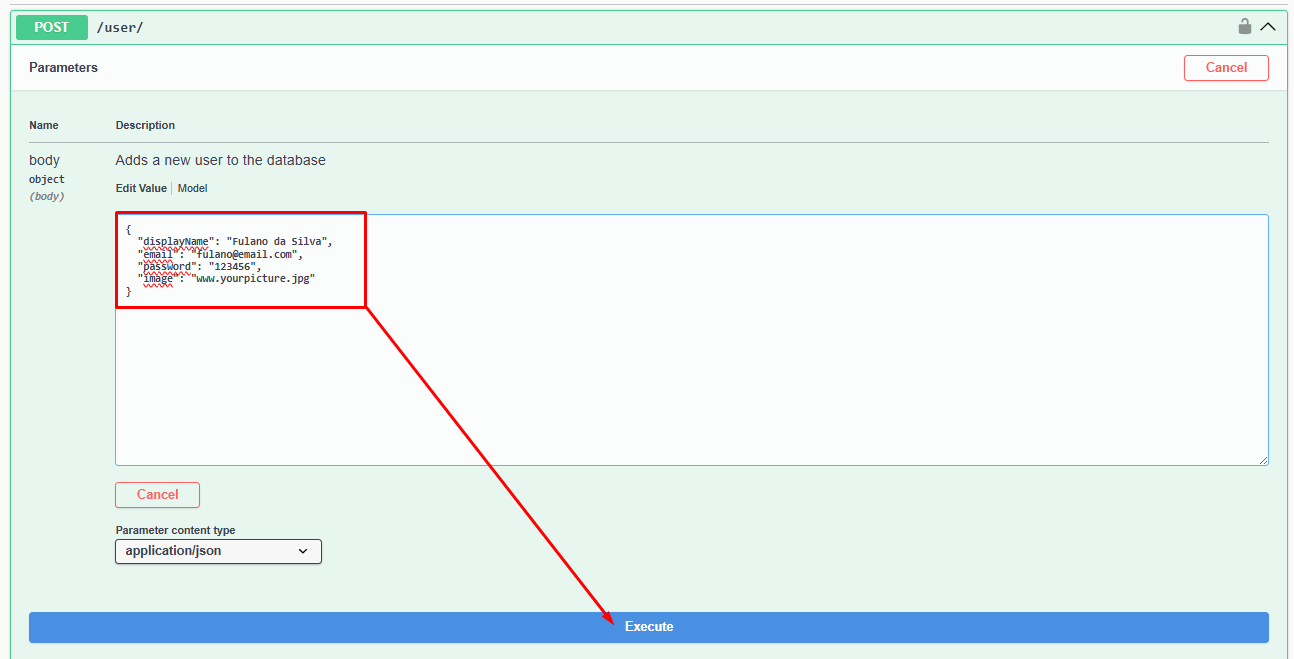 POST /user/
Parameters
Cancel
Name Description
body Adds a new user to the database
object
(body)
Edit Value Model
{
"displayName": "Fulano da Silva",
"email": "fulano@email.com",
"password": "123456",
"image": "www.yourpicture.jpg"
}
Cancel
Parameter content type
application/json
Execute